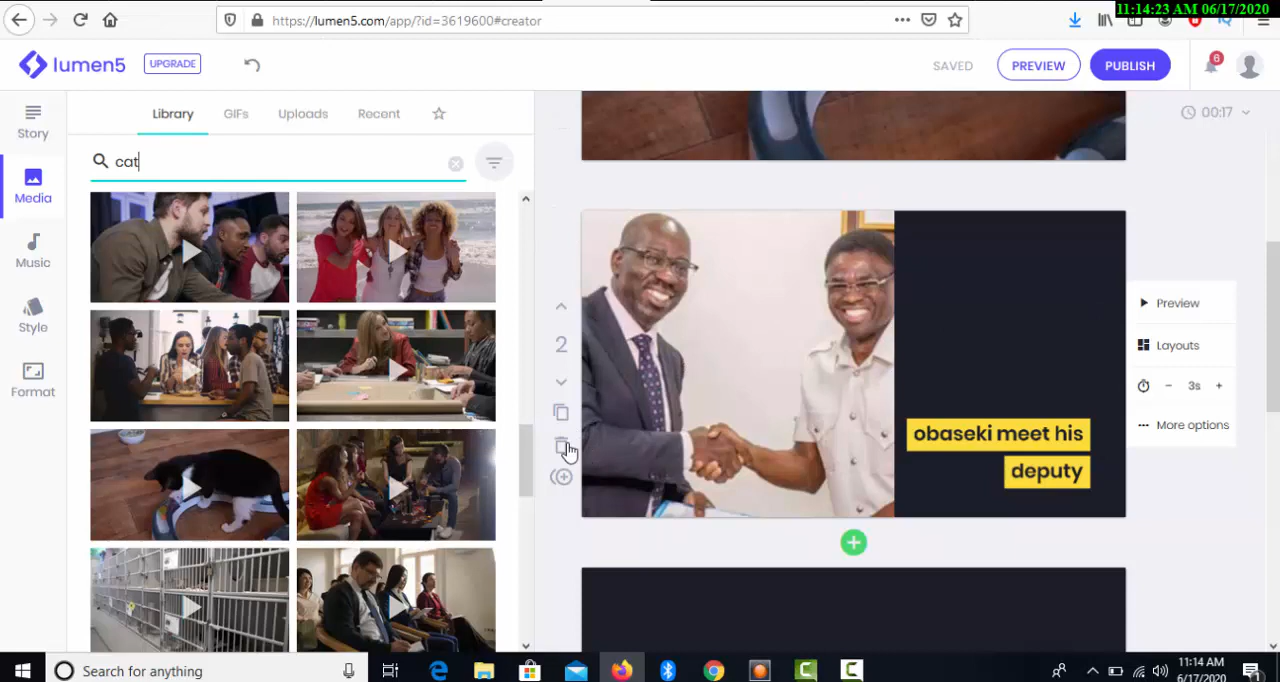 https://lumen5.com/app/?id=3619600#creator
11:14:23 AM 06/17/2020
lumen5
UPGRADE
SAVED
PREVIEW
PUBLISH
6
Story
Media
Music
Style
Format
Library
GIFs
Uploads
Recent
cat
00:17
2
obaseki meet his
deputy
Preview
Layouts
3s
More options
Search for anything
11:14 AM
6/17/2020
1